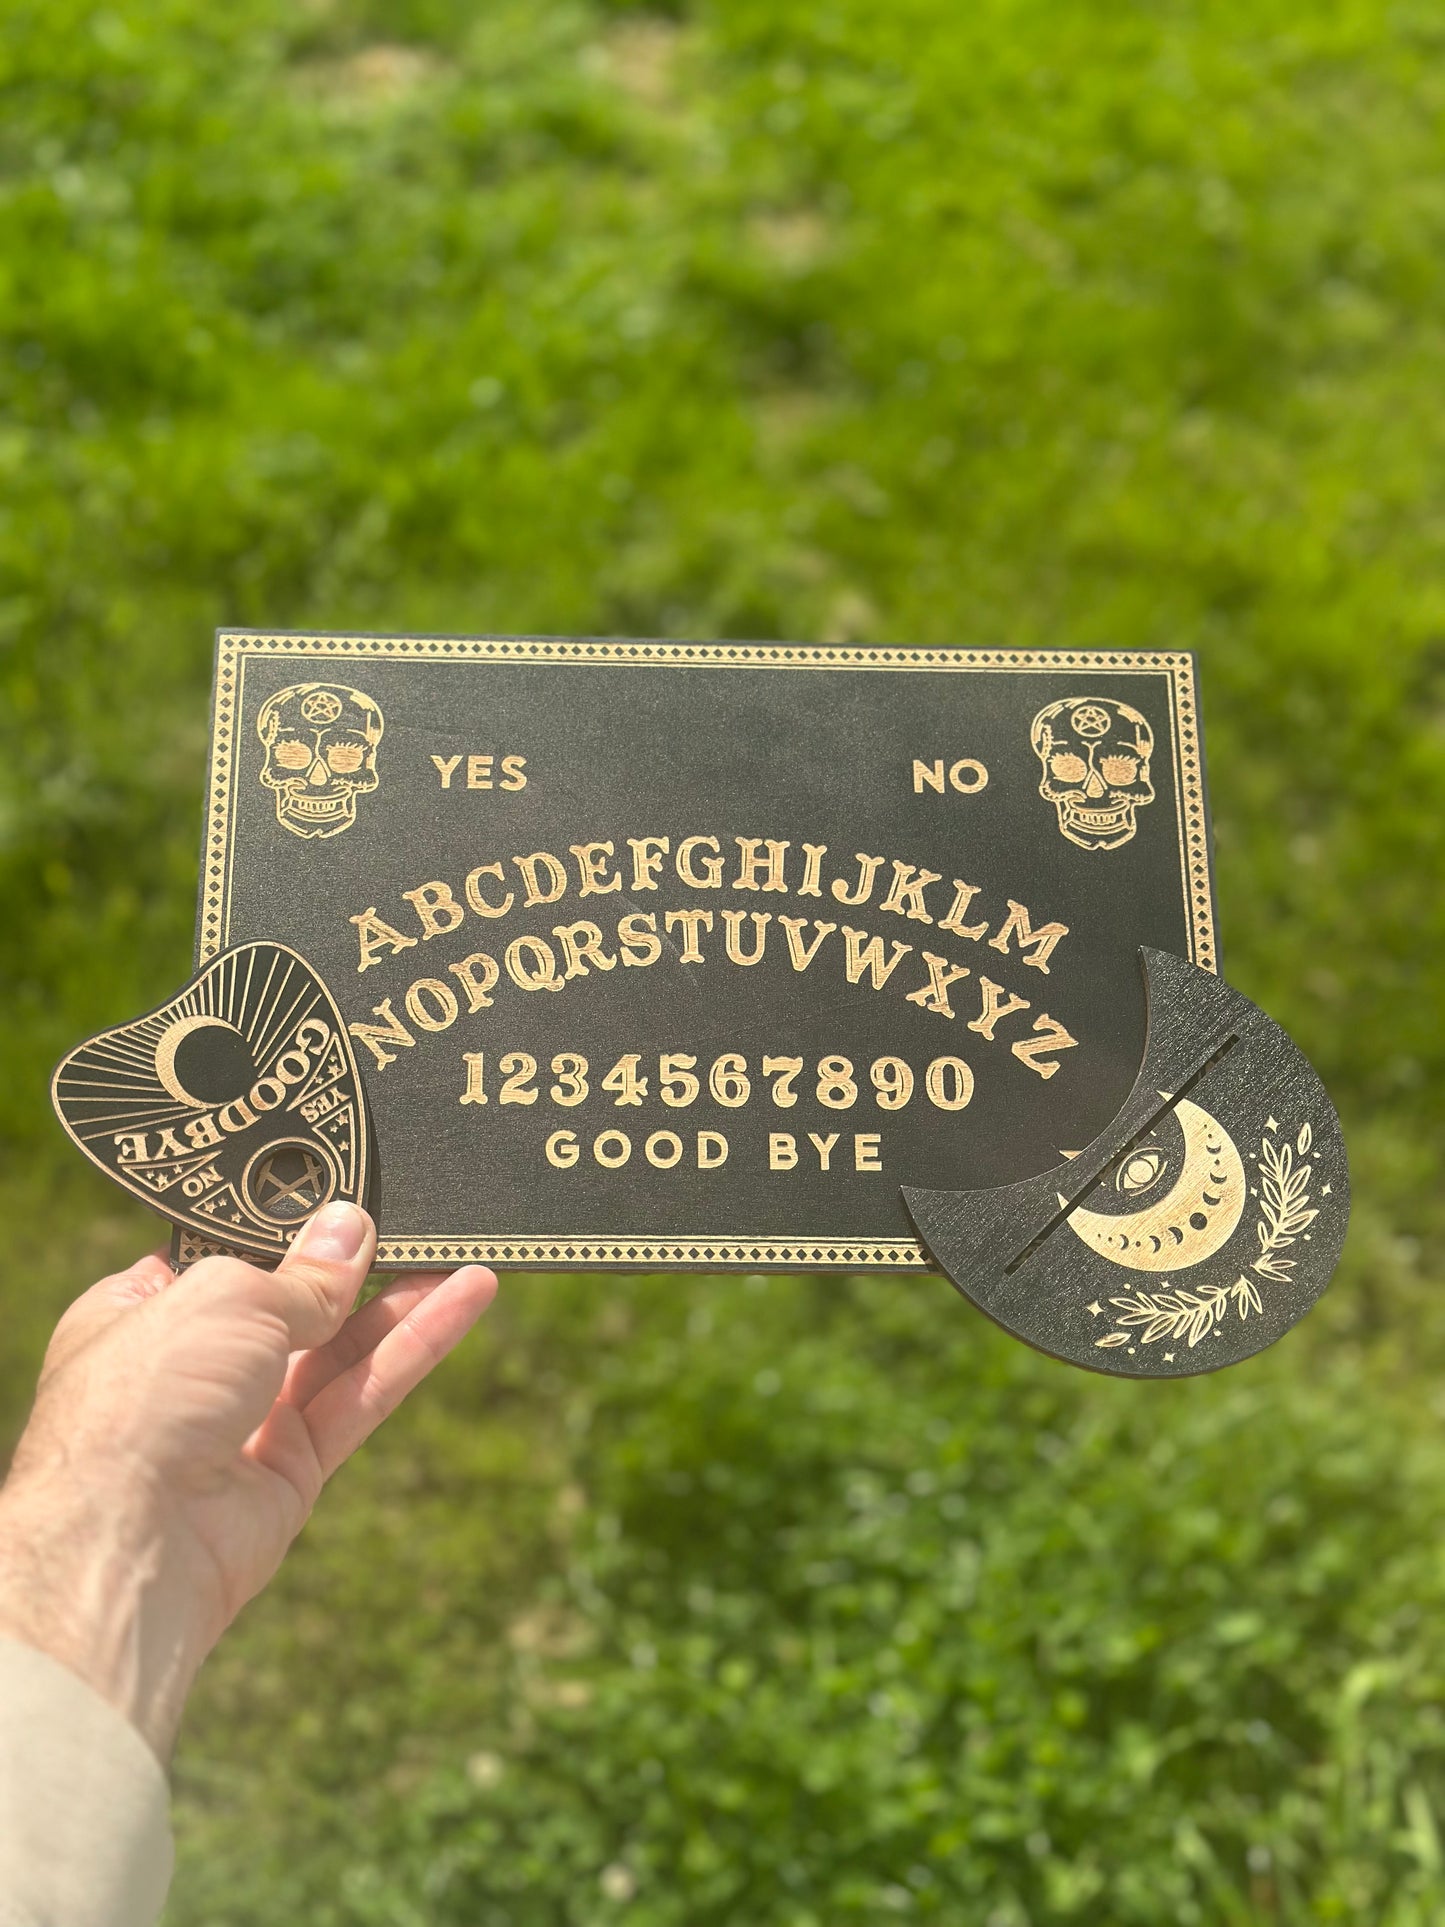 YES NO
ABCDEFGHIJKLM
NOPQRSTUVWXYZ
1234567890
GOOD BYE
GOODBYE
YES
NO